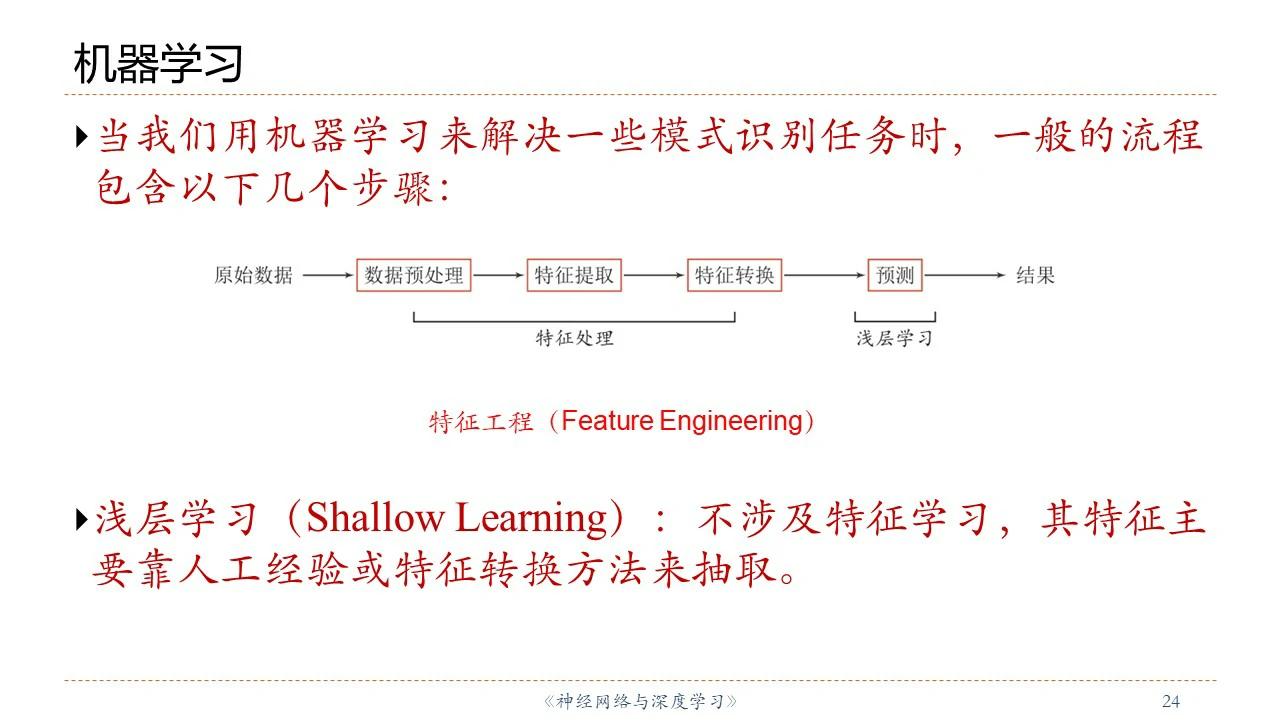 机器学习
当我们用机器学习来解决一些模式识别任务时，一般的流程
包含以下几个步骤：
原始数据 数据预处理 特征提取 特征转换 预测 结果
特征处理 浅层学习
特征工程（Feature Engineering）
浅层学习（Shallow Learning）：不涉及特征学习，其特征主
要靠人工经验或特征转换方法来抽取。
《神经网络与深度学习》 24